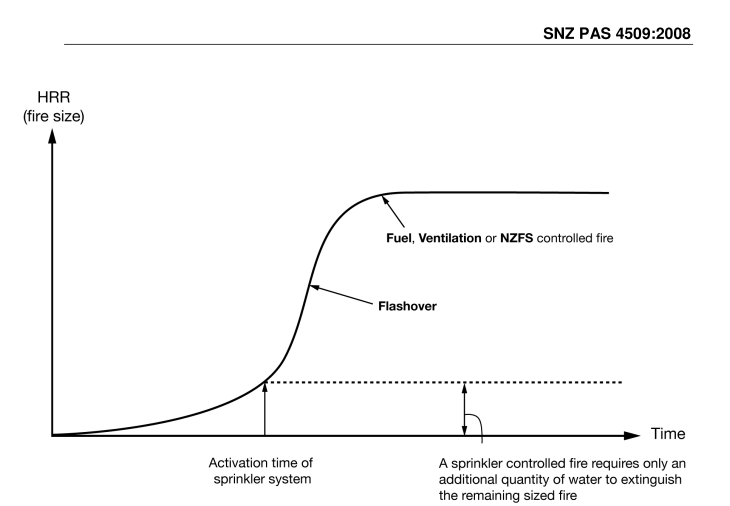 SNZ PAS 4509:2008
HRR
(fire size)
Fuel, Ventilation or NZFS controlled fire
Flashover
Time
Activation time of
sprinkler system
A sprinkler controlled fire requires only an
additional quantity of water to extinguish
the remaining sized fire